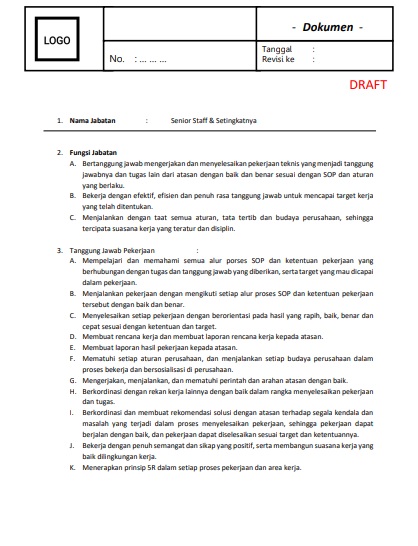 LOGO
- Dokumen -
No. : ... ... ...
Tanggal :
Revisi ke :
DRAFT
1. Nama Jabatan : Senior Staff & Setingkatnya
2. Fungsi Jabatan
A. Bertanggung jawab mengerjakan dan menyelesaikan pekerjaan teknis yang menjadi tanggung
jawabnya dan tugas lain dari atasan dengan baik dan benar sesuai dengan SOP dan aturan
yang berlaku.
B. Bekerja dengan efektif, efisien dan penuh rasa tanggung jawab untuk mencapai target kerja
yang telah ditentukan.
C. Menjalankan dengan taat semua aturan, tata tertib dan budaya perusahaan, sehingga
tercipata suasana kerja yang teratur dan disiplin.
3. Tanggung Jawab Pekerjaan :
A. Mempelajari dan memahami semua alur porses SOP dan ketentuan pekerjaan yang
berhubungan dengan tugas dan tanggung jawab yang diberikan, serta target yang mau dicapai
dalam pekerjaan.
B. Menjalankan pekerjaan dengan mengikuti setiap alur proses SOP dan ketentuan pekerjaan
tersebut dengan baik dan benar.
C. Menyelesaikan setiap pekerjaan dengan berorientasi pada hasil yang rapih, baik, benar dan
cepat sesuai dengan ketentuan dan target.
D. Membuat rencana kerja dan membuat laporan rencana kerja kepada atasan.
E. Membuat laporan hasil pekerjaan kepada atasan.
F. Mematuhi setiap aturan perusahaan, dan menjalankan setiap budaya perusahaan dalam
proses bekerja dan bersosialisasi di perusahaan.
G. Mengerjakan, menjalankan, dan mematuhi perintah dan arahan atasan dengan baik.
H. Berkordinasi dengan rekan kerja lainnya dengan baik dalam rangka menyelesaikan pekerjaan
dan tugas.
I. Berkordinasi dan membuat rekomendasi solusi dengan atasan terhadap segala kendala dan
masalah yang terjadi dalam proses menyelesaikan pekerjaan, sehingga pekerjaan dapat
berjalan dengan baik, dan pekerjaan dapat diselesaikan sesuai target dan ketentuannya.
J. Bekerja dengan penuh semangat dan sikap yang positif, serta membangun suasana kerja yang
baik dilingkungan kerja.
K. Menerapkan prinsip 5R dalam setiap proses pekerjaan dan area kerja.